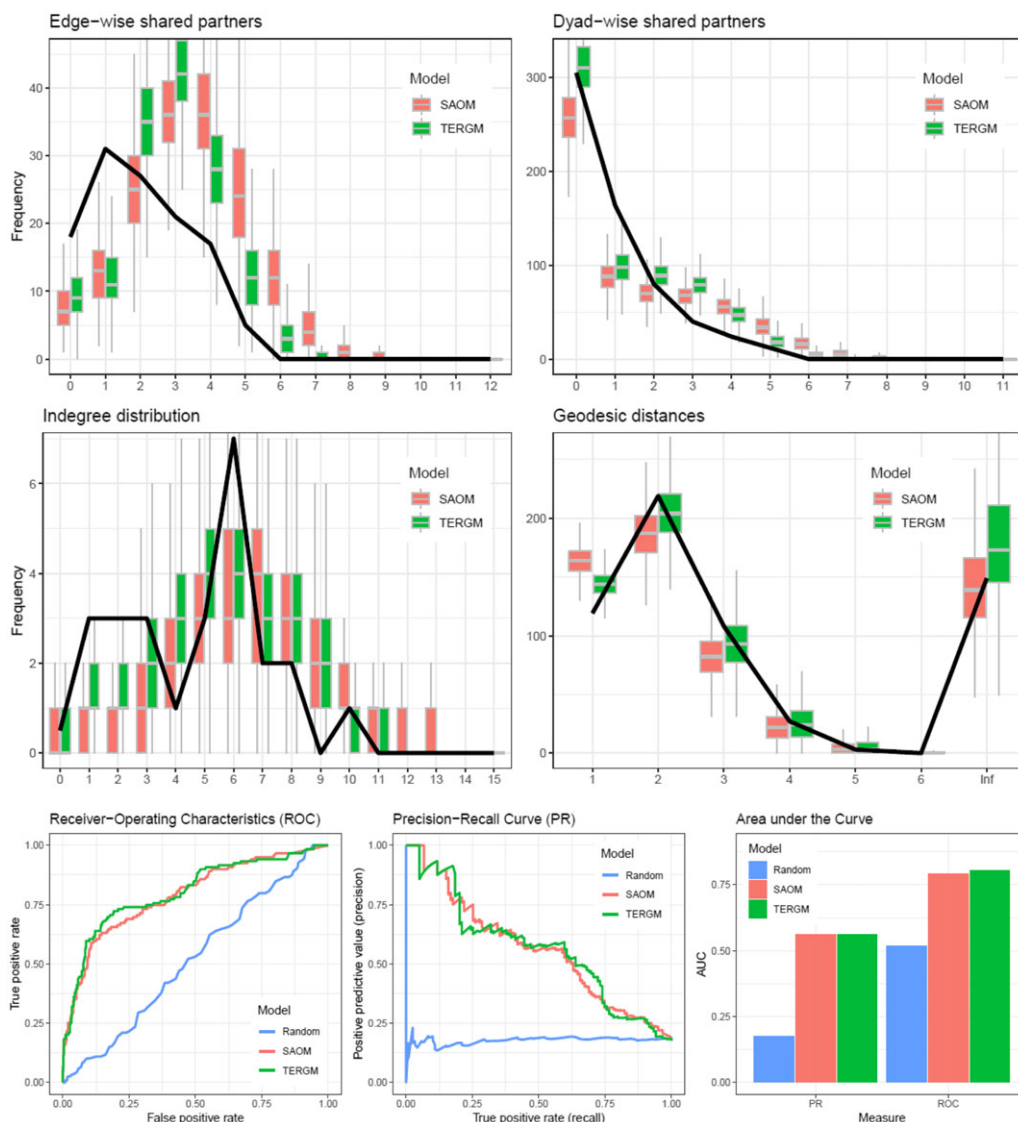 Edge-wise shared partners
Frequency
40
30
20
10
0
Model
SAOM
TERGM
0 1 2 3 4 5 6 7 8 9 10 11 12
Dyad-wise shared partners
300
200
100
0
Model
SAOM
TERGM
0 1 2 3 4 5 6 7 8 9 10 11
Indegree distribution
Frequency
6
4
2
0
Model
SAOM
TERGM
0 1 2 3 4 5 6 7 8 9 10 11 12 13 14 15
Geodesic distances
200
100
0
Model
SAOM
TERGM
1 2 3 4 5 6 Inf
Receiver-Operating Characteristics (ROC)
True positive rate
1.00
0.75
0.50
0.25
0.00
Model
Random
SAOM
TERGM
0.00 0.25 0.50 0.75 1.00
False positive rate
Precision-Recall Curve (PR)
Positive predictive value (precision)
1.00
0.75
0.50
0.25
0.00
Model
Random
SAOM
TERGM
0.00 0.25 0.50 0.75 1.00
True positive rate (recall)
Area under the Curve
AUC
0.75
0.50
0.25
0.00
Model
Random
SAOM
TERGM
PR ROC
Measure